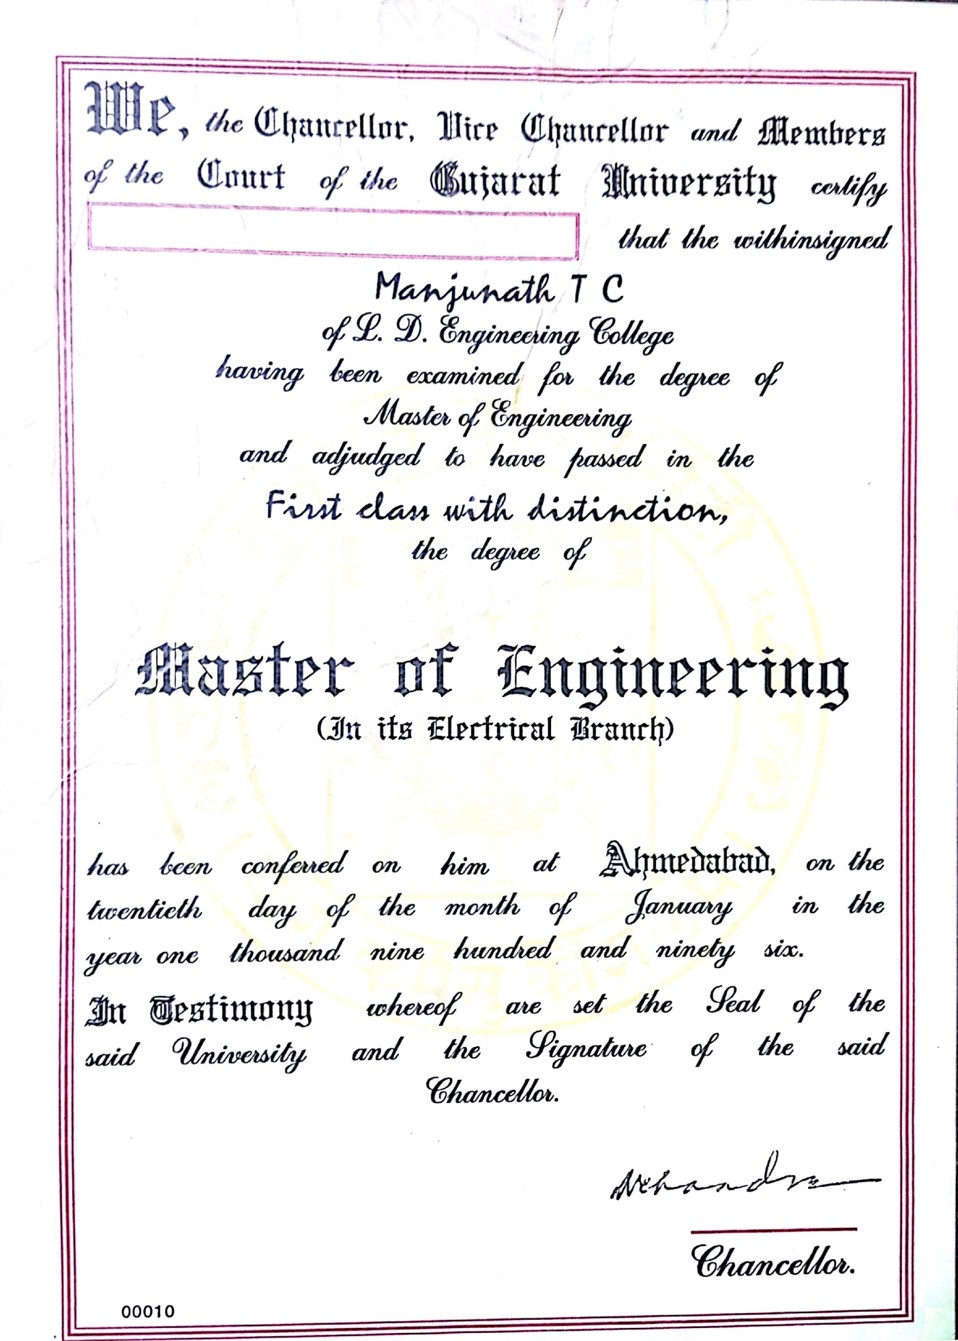 We, the Chancellor, Vice Chancellor and Members
of the Court of the Gujarat University certify
that the withinsigned
Manjunath T C
of L. D. Engineering College
having been examined for the degree of
Master of Engineering
and adjudged to have passed in the
First class with distinction,
the degree of
Master of Engineering
(In its Electrical Branch)
has been conferred on him at Ahmedabad, on the
twentieth day of the month of January in the
year one thousand nine hundred and ninety six.
In Testimony whereof are set the Seal of the
said University and the Signature of the said
Chancellor.
Chancellor.
00010